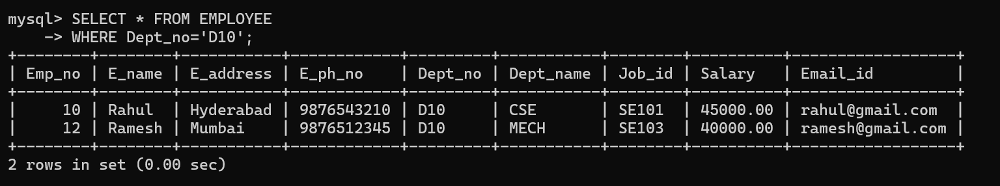 mysql> SELECT * FROM EMPLOYEE
    -> WHERE Dept_no='D10';
+--------+--------+-----------+------------+---------+-----------+--------+----------+------------------+
| Emp_no | E_name | E_address | E_ph_no    | Dept_no | Dept_name | Job_id | Salary   | Email_id         |
+--------+--------+-----------+------------+---------+-----------+--------+----------+------------------+
|     10 | Rahul  | Hyderabad | 9876543210 | D10     | CSE       | SE101  | 45000.00 | rahul@gmail.com  |
|     12 | Ramesh | Mumbai    | 9876512345 | D10     | MECH      | SE103  | 40000.00 | ramesh@gmail.com |
+--------+--------+-----------+------------+---------+-----------+--------+----------+------------------+
2 rows in set (0.00 sec)